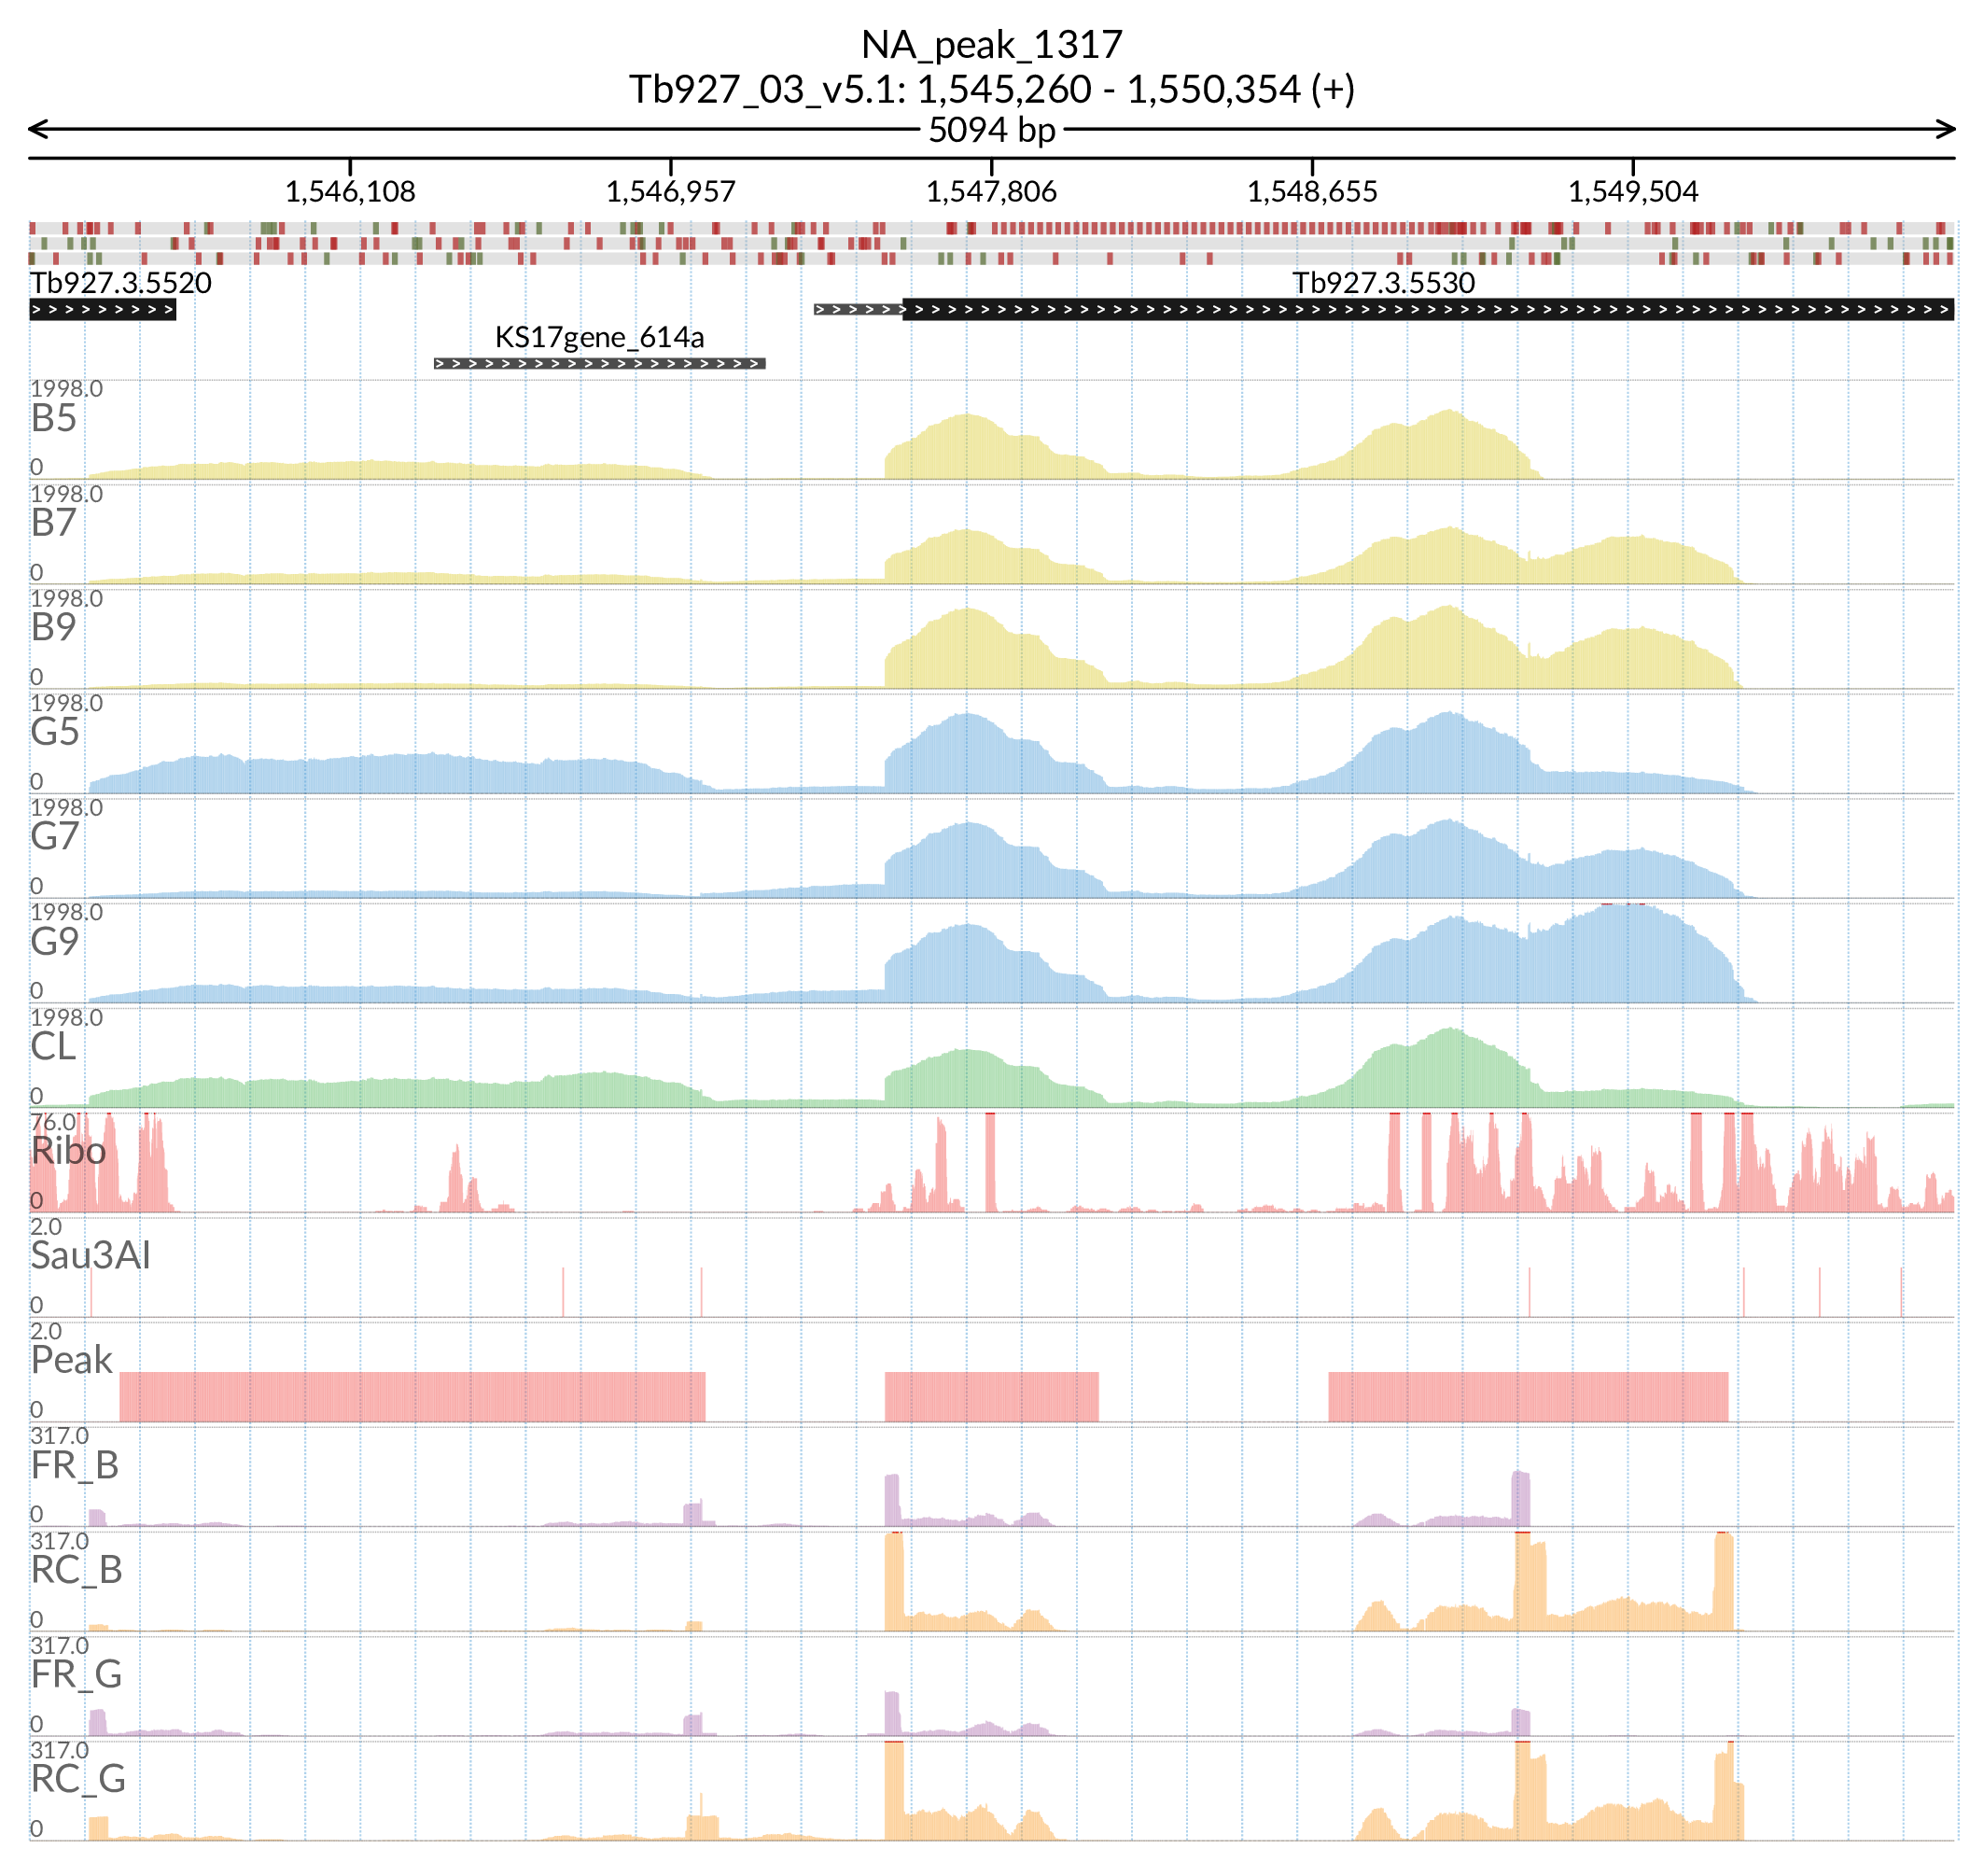 NA_peak_1317
Tb927_03_v5.1: 1,545,260 - 1,550,354 (+)
5094 bp
1,546,108 1,546,957 1,547,806 1,548,655 1,549,504
Tb927.3.5520 Tb927.3.5530
KS17gene_614a
1998.0
B5
0
1998.0
B7
0
1998.0
B9
0
1998.0
G5
0
1998.0
G7
0
1998.0
G9
0
1998.0
CL
0
76.0
Ribo
0
2.0
Sau3AI
0
2.0
Peak
0
317.0
FR_B
0
317.0
RC_B
0
317.0
FR_G
0
317.0
RC_G
0